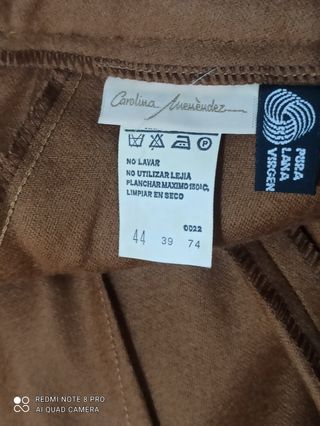 Carolina Menèndez
P
NO LAVAR
NO UTILIZAR LEJIA
PLANCHAR MAXIMO 150ºC,
LIMPIAR EN SECO
0022
44 39 74
PURA
LANA
VIRGEN
REDMI NOTE 8 PRO
AI QUAD CAMERA